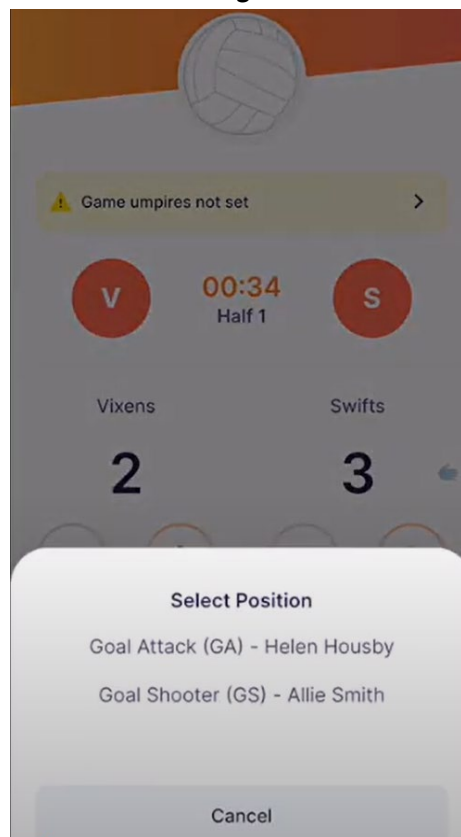 Game umpires not set
V
00:34
S
Half 1
Vixens
Swifts
2
3
Select Position
Goal Attack (GA) - Helen Housby
Goal Shooter (GS) - Allie Smith
Cancel